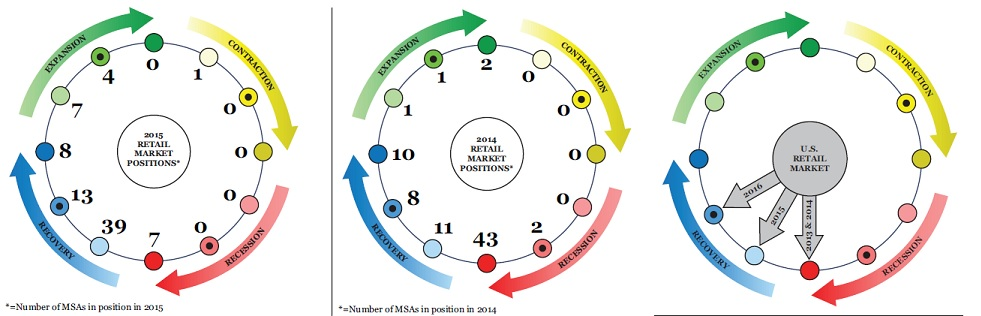 EXPANSION
CONTRACTION
RECESSION
RECOVERY
0
1
0
0
0
0
7
39
13
8
7
4
2015
RETAIL
MARKET
POSITIONS*
*=Number of MSAs in position in 2015
EXPANSION
CONTRACTION
RECESSION
RECOVERY
2
0
0
0
0
2
43
11
8
10
1
1
2014
RETAIL
MARKET
POSITIONS*
*=Number of MSAs in position in 2014
EXPANSION
CONTRACTION
RECESSION
RECOVERY
U.S.
RETAIL
MARKET
2016
2015
2013 & 2014